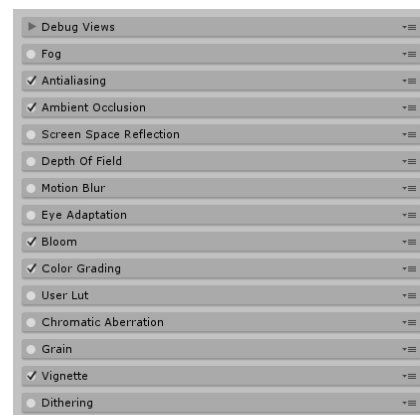 Debug Views
Fog
Antialiasing
Ambient Occlusion
Screen Space Reflection
Depth Of Field
Motion Blur
Eye Adaptation
Bloom
Color Grading
User Lut
Chromatic Aberration
Grain
Vignette
Dithering